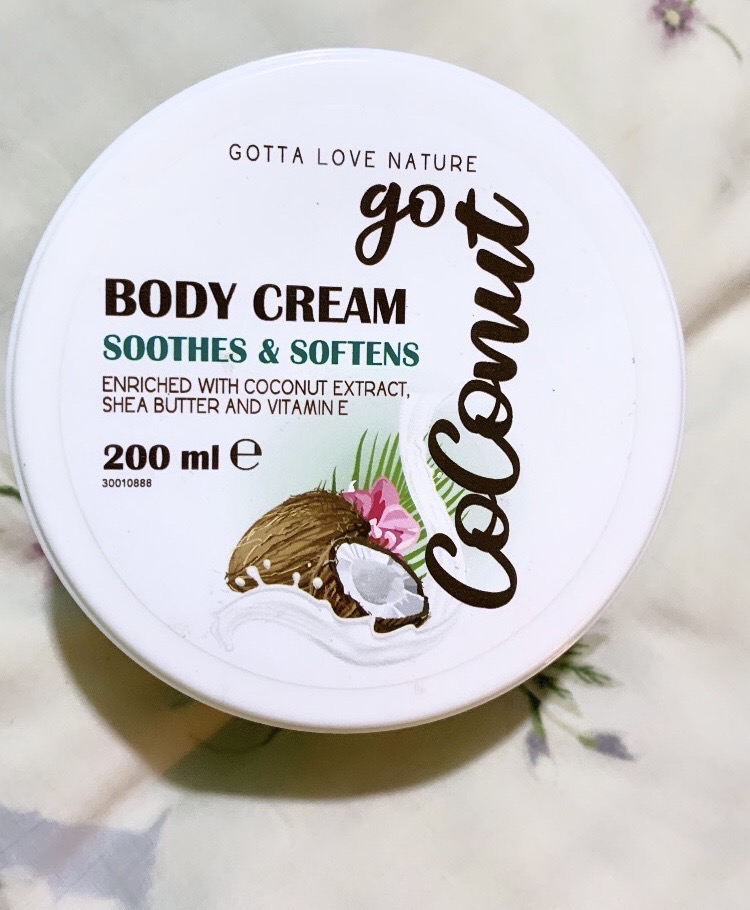 GOTTA LOVE NATURE
go
CoConut
BODY CREAM
SOOTHES & SOFTENS
ENRICHED WITH COCONUT EXTRACT,
SHEA BUTTER AND VITAMIN E
200 ml ℮
30010888